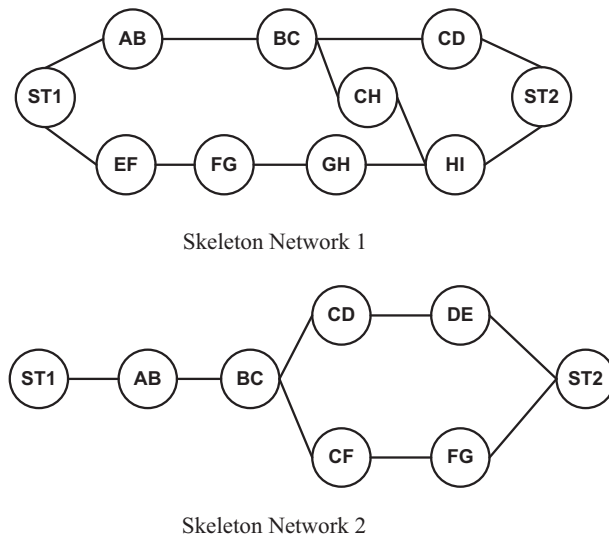 AB BC CD
ST1 CH ST2
EF FG GH HI
Skeleton Network 1
CD DE
ST1 AB BC ST2
CF FG
Skeleton Network 2